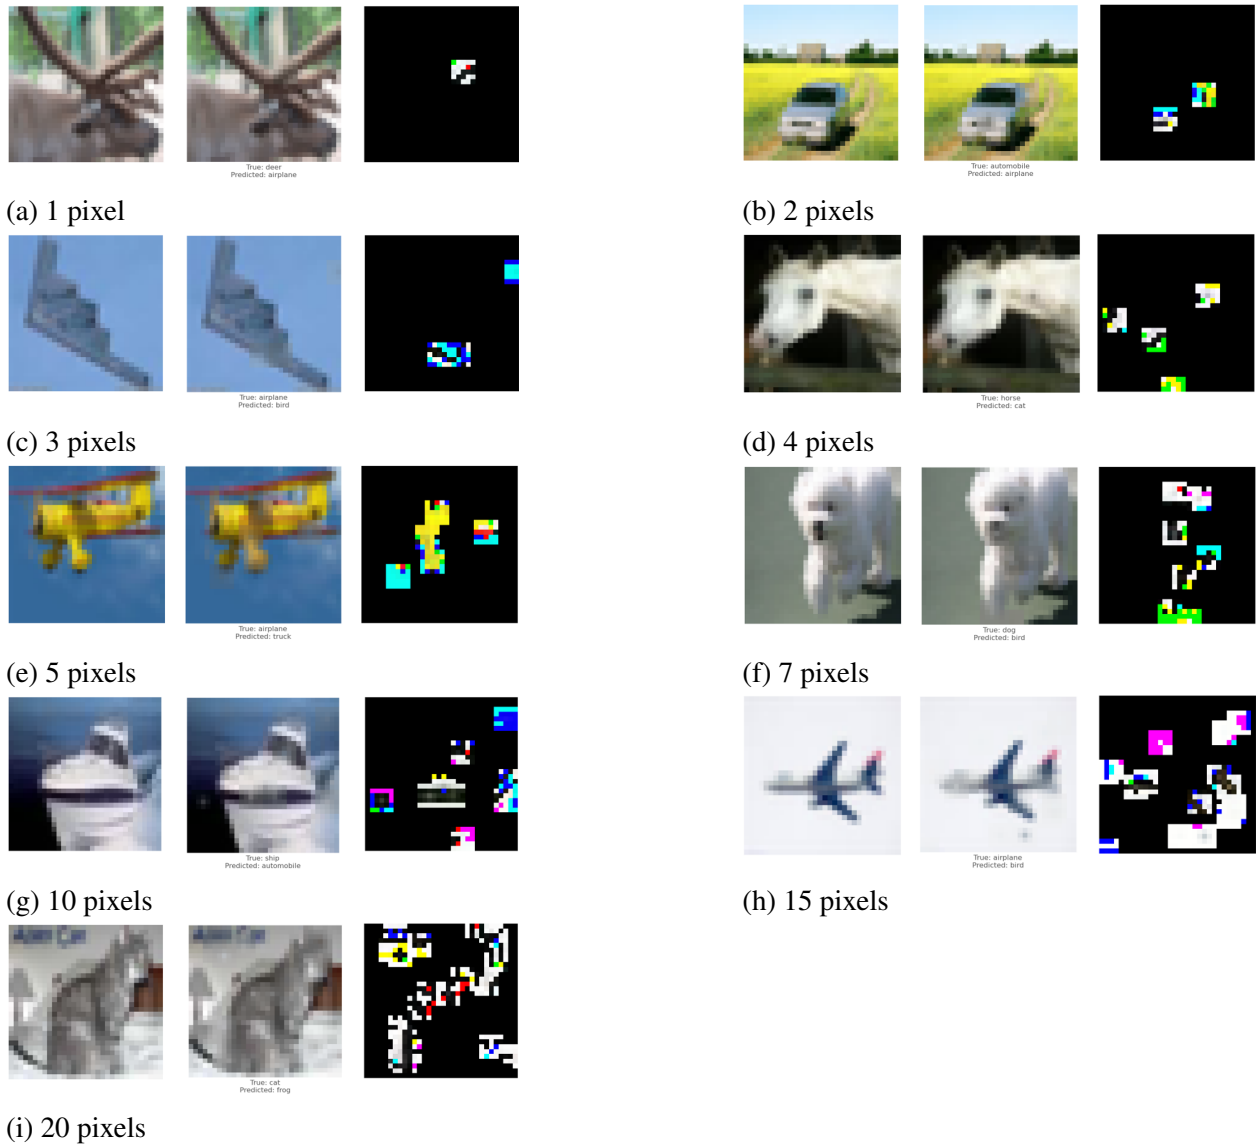 True: deer
Predicted: airplane
True: automobile
Predicted: airplane
(a) 1 pixel
(b) 2 pixels
True: airplane
Predicted: bird
True: horse
Predicted: cat
(c) 3 pixels
(d) 4 pixels
True: airplane
Predicted: truck
True: dog
Predicted: bird
(e) 5 pixels
(f) 7 pixels
True: ship
Predicted: automobile
True: airplane
Predicted: bird
(g) 10 pixels
(h) 15 pixels
True: cat
Predicted: frog
(i) 20 pixels